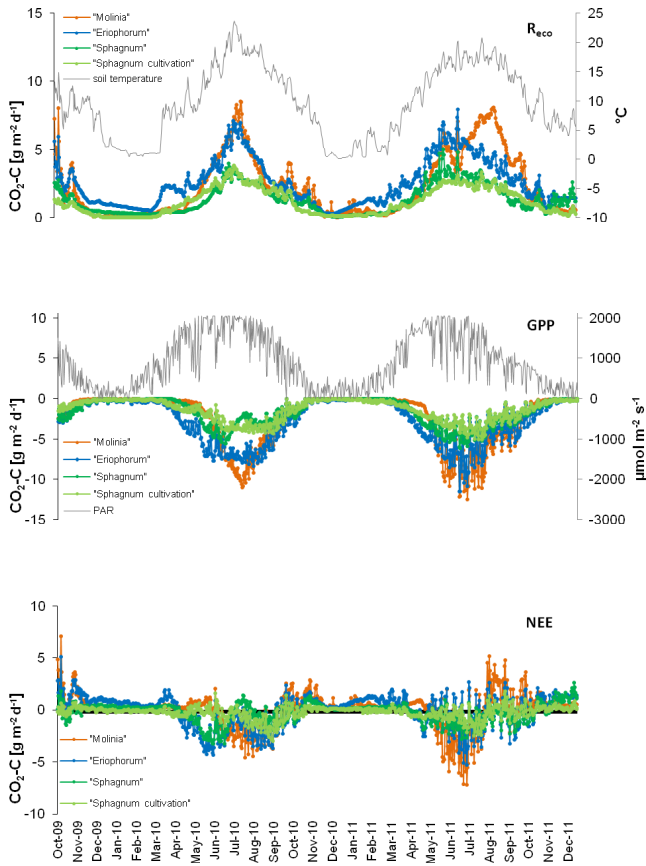 R_eco
"Molinia"
"Eriophorum"
"Sphagnum"
"Sphagnum cultivation"
soil temperature
CO₂-C [g m⁻² d⁻¹]
15
10
5
0
25
20
15
10
5
0
-5
-10
°C
GPP
CO₂-C [g m⁻² d⁻¹]
10
5
0
-5
-10
-15
"Molinia"
"Eriophorum"
"Sphagnum"
"Sphagnum cultivation"
PAR
2000
1000
0
-1000
-2000
-3000
µmol m⁻² s⁻¹
NEE
CO₂-C [g m⁻² d⁻¹]
10
5
0
-5
-10
"Molinia"
"Eriophorum"
"Sphagnum"
"Sphagnum cultivation"
Oct-09
Nov-09
Dec-09
Jan-10
Feb-10
Mar-10
Apr-10
May-10
Jun-10
Jul-10
Aug-10
Sep-10
Oct-10
Nov-10
Dec-10
Jan-11
Feb-11
Mar-11
Apr-11
May-11
Jun-11
Jul-11
Aug-11
Sep-11
Oct-11
Nov-11
Dec-11